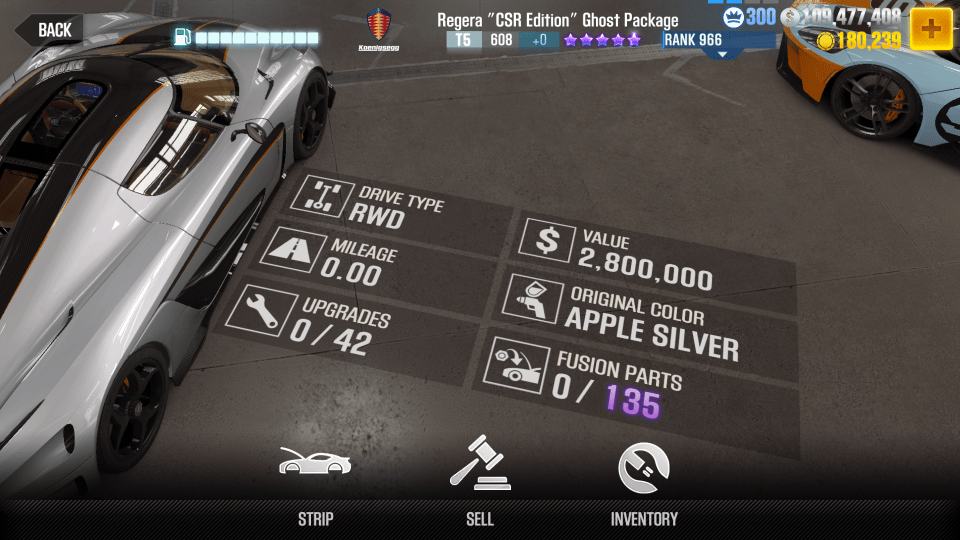 BACK
Koenigsegg
Regera "CSR Edition" Ghost Package
T5 608 +0
RANK 966
300
109,477,408
180,239
DRIVE TYPE
RWD
MILEAGE
0.00
UPGRADES
0 / 42
VALUE
2,800,000
ORIGINAL COLOR
APPLE SILVER
FUSION PARTS
0 / 135
STRIP
SELL
INVENTORY